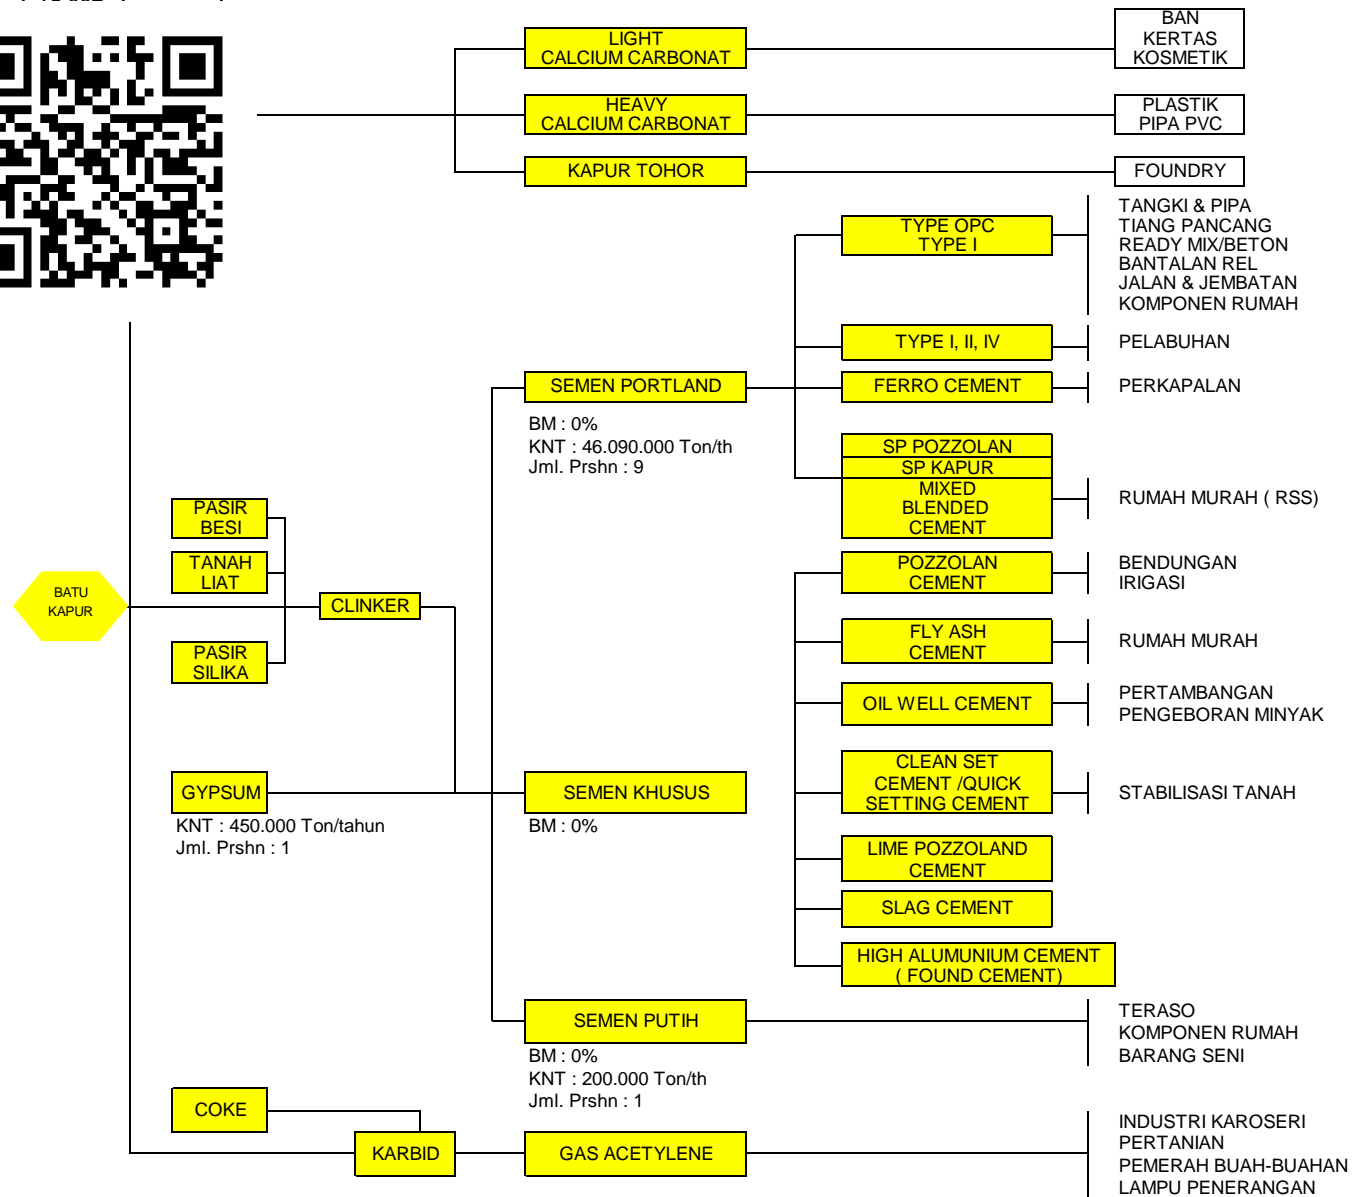 LIGHT
CALCIUM CARBONAT
BAN
KERTAS
KOSMETIK
HEAVY
CALCIUM CARBONAT
PLASTIK
PIPA PVC
KAPUR TOHOR
FOUNDRY
TYPE OPC
TYPE I
TANGKI & PIPA
TIANG PANCANG
READY MIX/BETON
BANTALAN REL
JALAN & JEMBATAN
KOMPONEN RUMAH
TYPE I, II, IV
PELABUHAN
SEMEN PORTLAND
BM : 0%
KNT : 46.090.000 Ton/th
Jml. Prshn : 9
FERRO CEMENT
PERKAPALAN
SP POZZOLAN
SP KAPUR
MIXED
BLENDED
CEMENT
RUMAH MURAH ( RSS)
PASIR
BESI
TANAH
LIAT
BATU
KAPUR
CLINKER
PASIR
SILIKA
POZZOLAN
CEMENT
BENDUNGAN
IRIGASI
FLY ASH
CEMENT
RUMAH MURAH
OIL WELL CEMENT
PERTAMBANGAN
PENGEBORAN MINYAK
GYPSUM
KNT : 450.000 Ton/tahun
Jml. Prshn : 1
SEMEN KHUSUS
BM : 0%
CLEAN SET
CEMENT /QUICK
SETTING CEMENT
STABILISASI TANAH
LIME POZZOLAND
CEMENT
SLAG CEMENT
HIGH ALUMUNIUM CEMENT
( FOUND CEMENT)
SEMEN PUTIH
BM : 0%
KNT : 200.000 Ton/th
Jml. Prshn : 1
TERASO
KOMPONEN RUMAH
BARANG SENI
COKE
KARBID
GAS ACETYLENE
INDUSTRI KAROSERI
PERTANIAN
PEMERAH BUAH-BUAHAN
LAMPU PENERANGAN